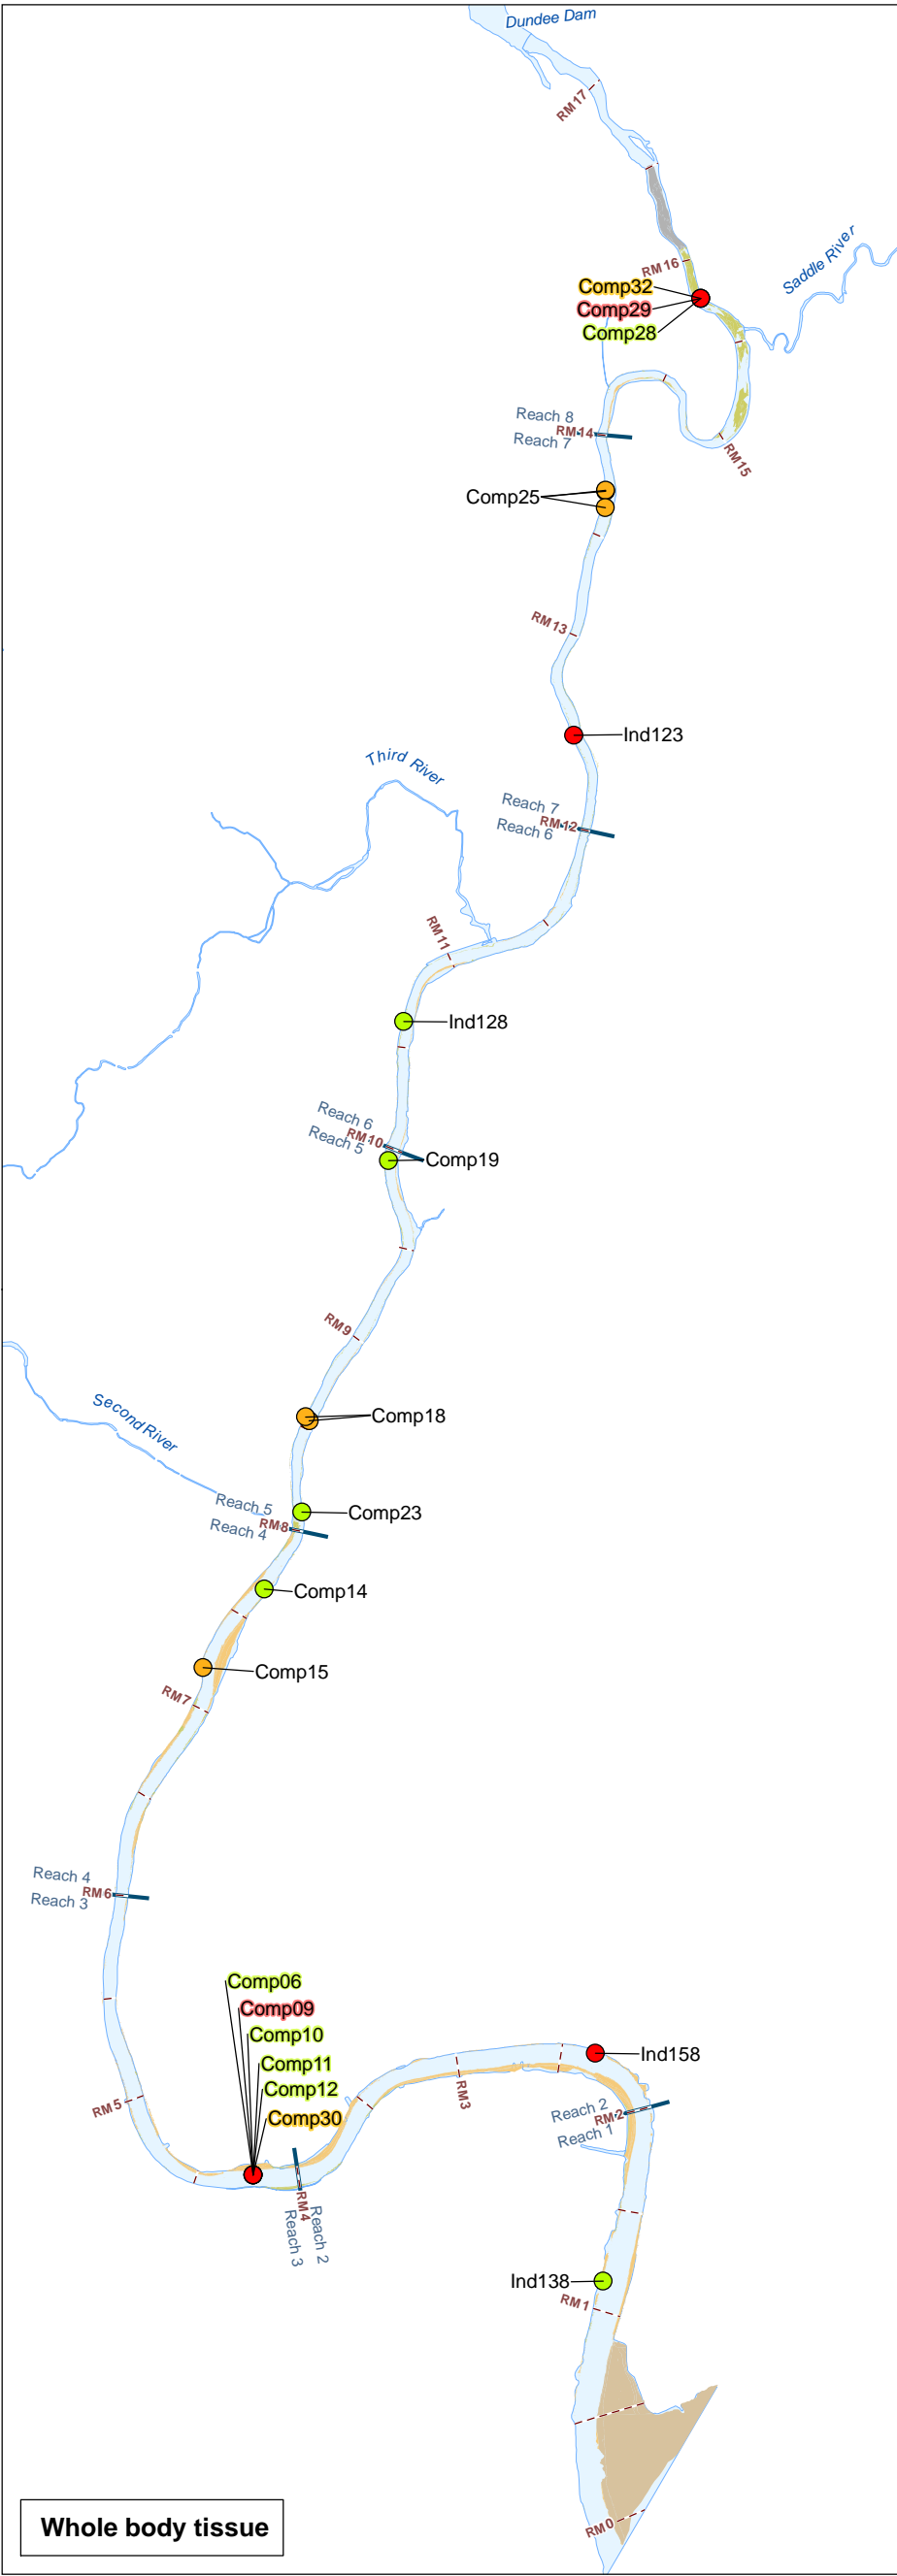 Dundee Dam
RM17
Saddle River
RM16
Comp32
Comp29
Comp28
Reach 8
RM14
Reach 7
RM15
Comp25
RM13
Ind123
Third River
Reach 7
RM12
Reach 6
RM11
Ind128
Reach 6
RM10
Reach 5
Comp19
RM9
Comp18
Second River
Reach 5
RM8
Reach 4
Comp23
Comp14
Comp15
RM7
Reach 4
RM6
Reach 3
Comp06
Comp09
Comp10
Comp11
Comp12
Comp30
Ind158
RM3
RM5
Reach 2
RM2
Reach 1
RM4
Reach 2
Reach 3
Ind138
RM1
RM0
Whole body tissue